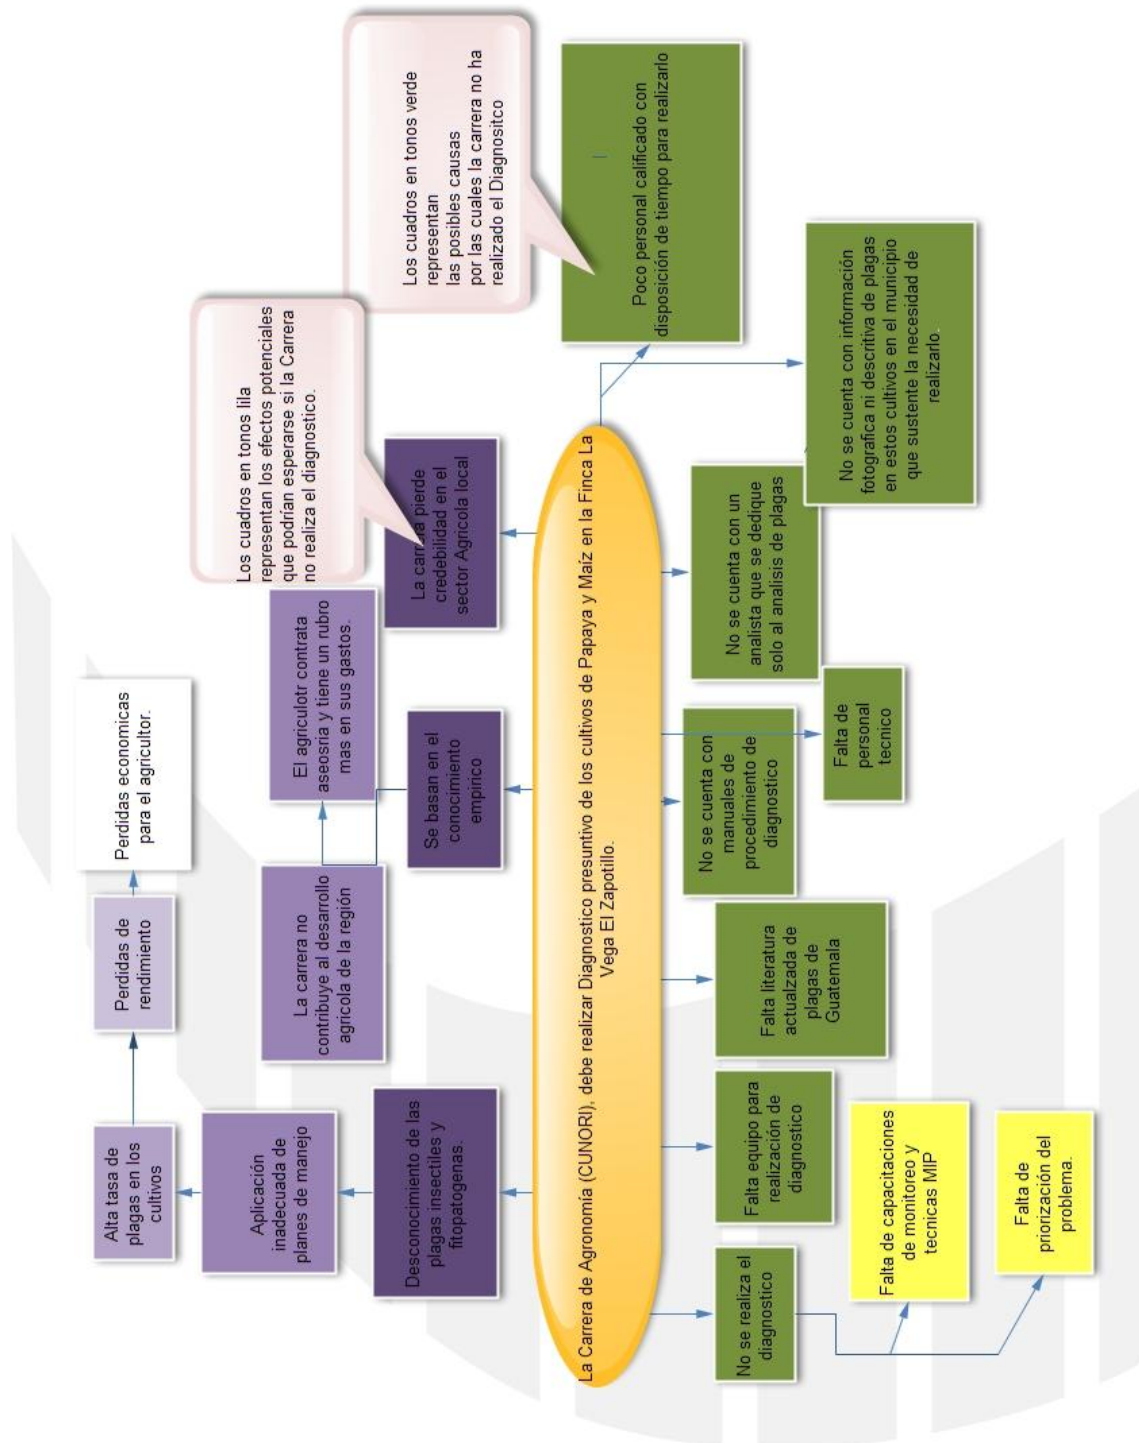 Alta tasa de
plagas en los
cultivos
Perdidas de
rendimiento
Perdidas economicas
para el agricultor.
Aplicación
inadecuada de
planes de manejo
La carrera no
contribuye al desarrollo
agricola de la región
El agriculotr contrata
aseosria y tiene un rubro
mas en sus gastos.
Los cuadros en tonos lila
representan los efectos potenciales
que podrían esperarse si la Carrera
no realiza el diagnostico.
Los cuadros en tonos verde
representan
las posibles causas
por las cuales la carrera no ha
realizado el Diagnositco
Desconocimiento de las
plagas insectiles y
fitopatogenas.
Se basan en el
conocimiento
empirico
La carrera pierde
credebilidad en el
sector Agricola local
La Carrera de Agronomía (CUNORI), debe realizar Diagnostico presuntivo de los cultivos de Papaya y Maiz en la Finca La
Vega El Zapotillo.
No se realiza el
diagnostico
Falta equipo para
realización de
diagnostico
Falta literatura
actualzada de
plagas de
Guatemala
No se cuenta con
manuales de
procedimiento de
diagnostico
No se cuenta con un
analista que se dedique
solo al analisis de plagas
Poco personal calificado con
disposición de tiempo para realizarlo
Falta de capacitaciones
de monitoreo y
tecnicas MIP
Falta de
personal
tecnico
No se cuenta con información
fotografica ni descritiva de plagas
en estos cultivos en el municipio
que sustente la necesidad de
realizarlo.
Falta de
priorización del
problema.